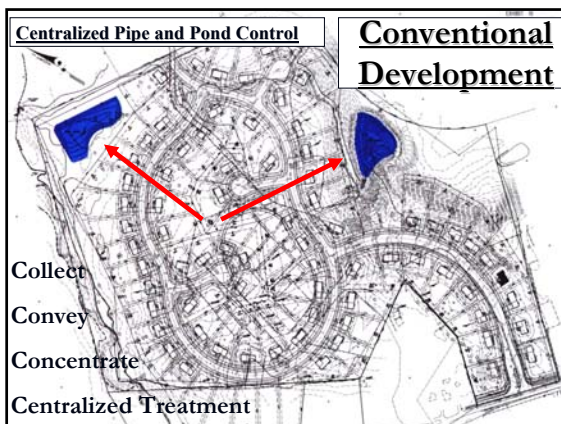 Centralized Pipe and Pond Control
Conventional
Development
Collect
Convey
Concentrate
Centralized Treatment